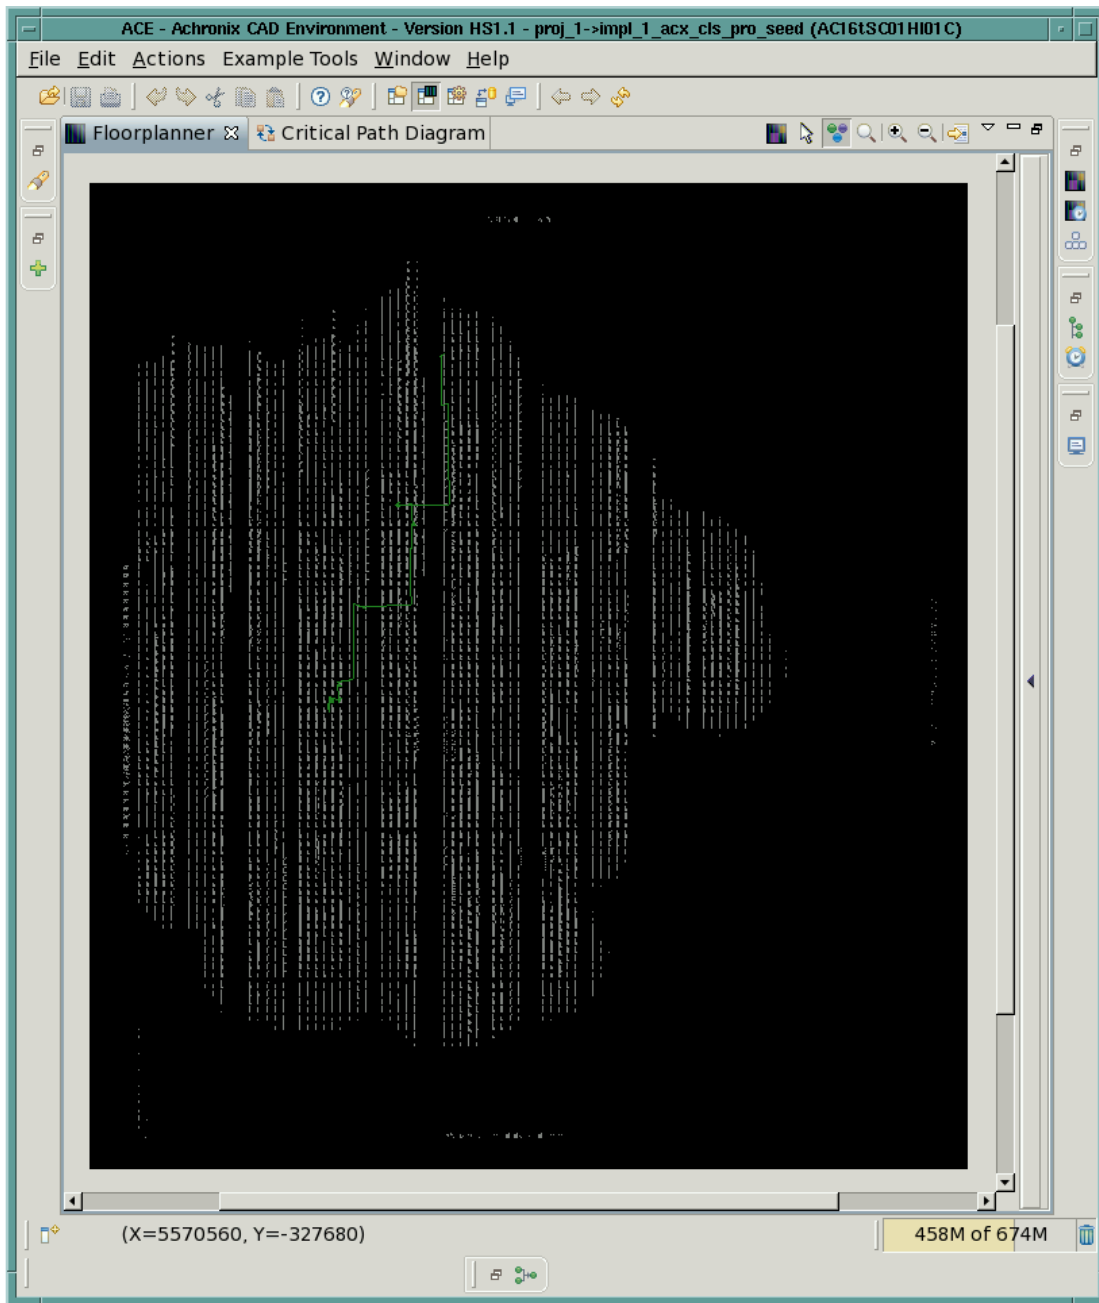 ACE - Achronix CAD Environment - Version HS1.1 - proj_1->impl_1_acx_cls_pro_seed (AC16tSC01HI01C)
File Edit Actions Example Tools Window Help
Floorplanner Critical Path Diagram
(X=5570560, Y=-327680) 458M of 674M